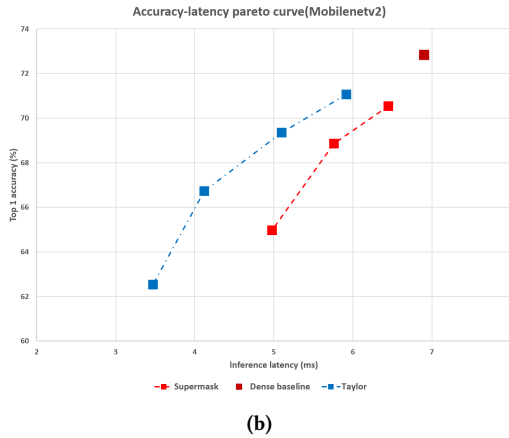 Accuracy-latency pareto curve(Mobilenetv2)
74
72
70
68
66
64
62
60
Top 1 accuracy (%)
2 3 4 5 6 7
Inference latency (ms)
Supermask Dense baseline Taylor
(b)